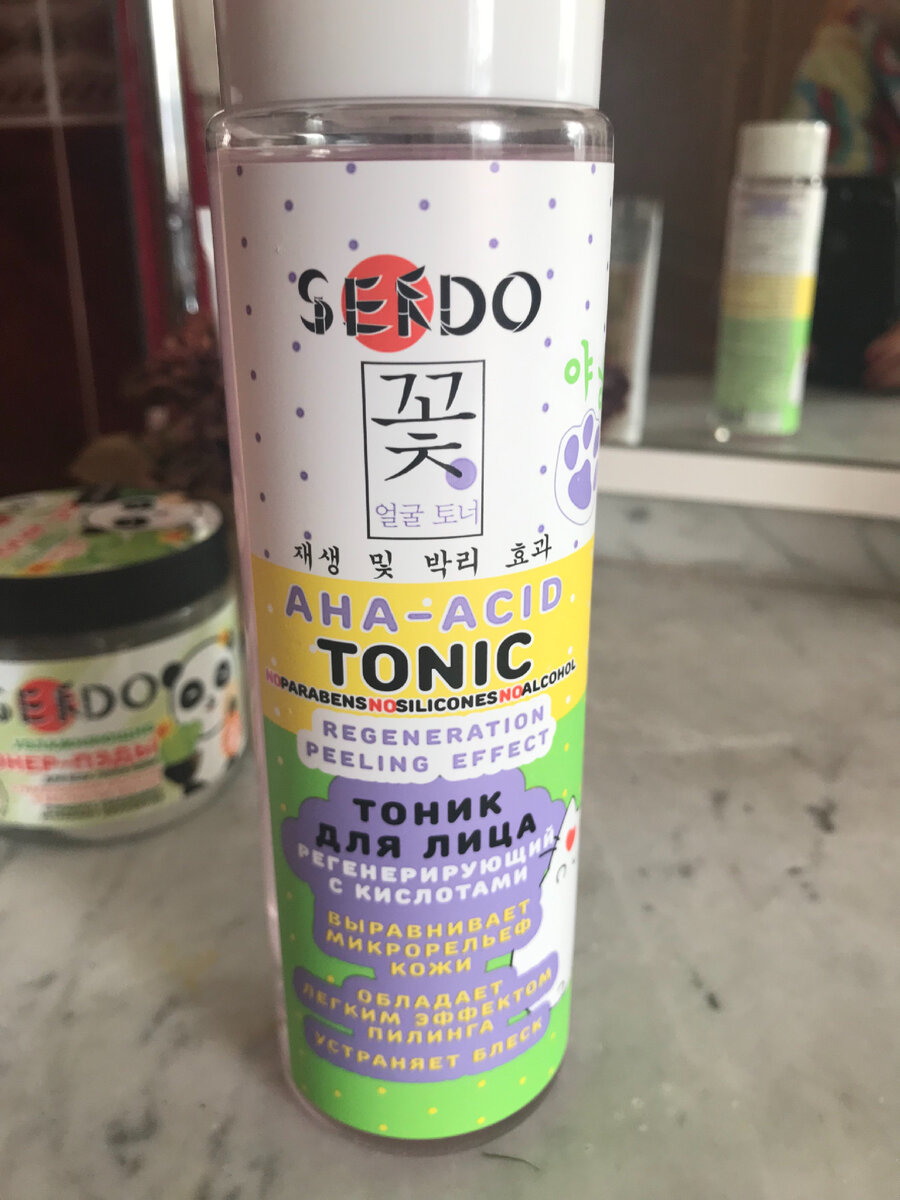 SENDO
꽃
얼굴 토너
재생 및 박리 효과
야
AHA-ACID
TONIC
NOPARABENSNOSILICONESNOALCOHOL
REGENERATION
PEELING EFFECT
ТОНИК
ДЛЯ ЛИЦА
РЕГЕНЕРИРУЮЩИЙ
С КИСЛОТАМИ
ВЫРАВНИВАЕТ
МИКРОРЕЛЬЕФ
КОЖИ
ОБЛАДАЕТ
ЛЕГКИМ ЭФФЕКТОМ
ПИЛИНГА
УСТРАНЯЕТ БЛЕСК
SENDO